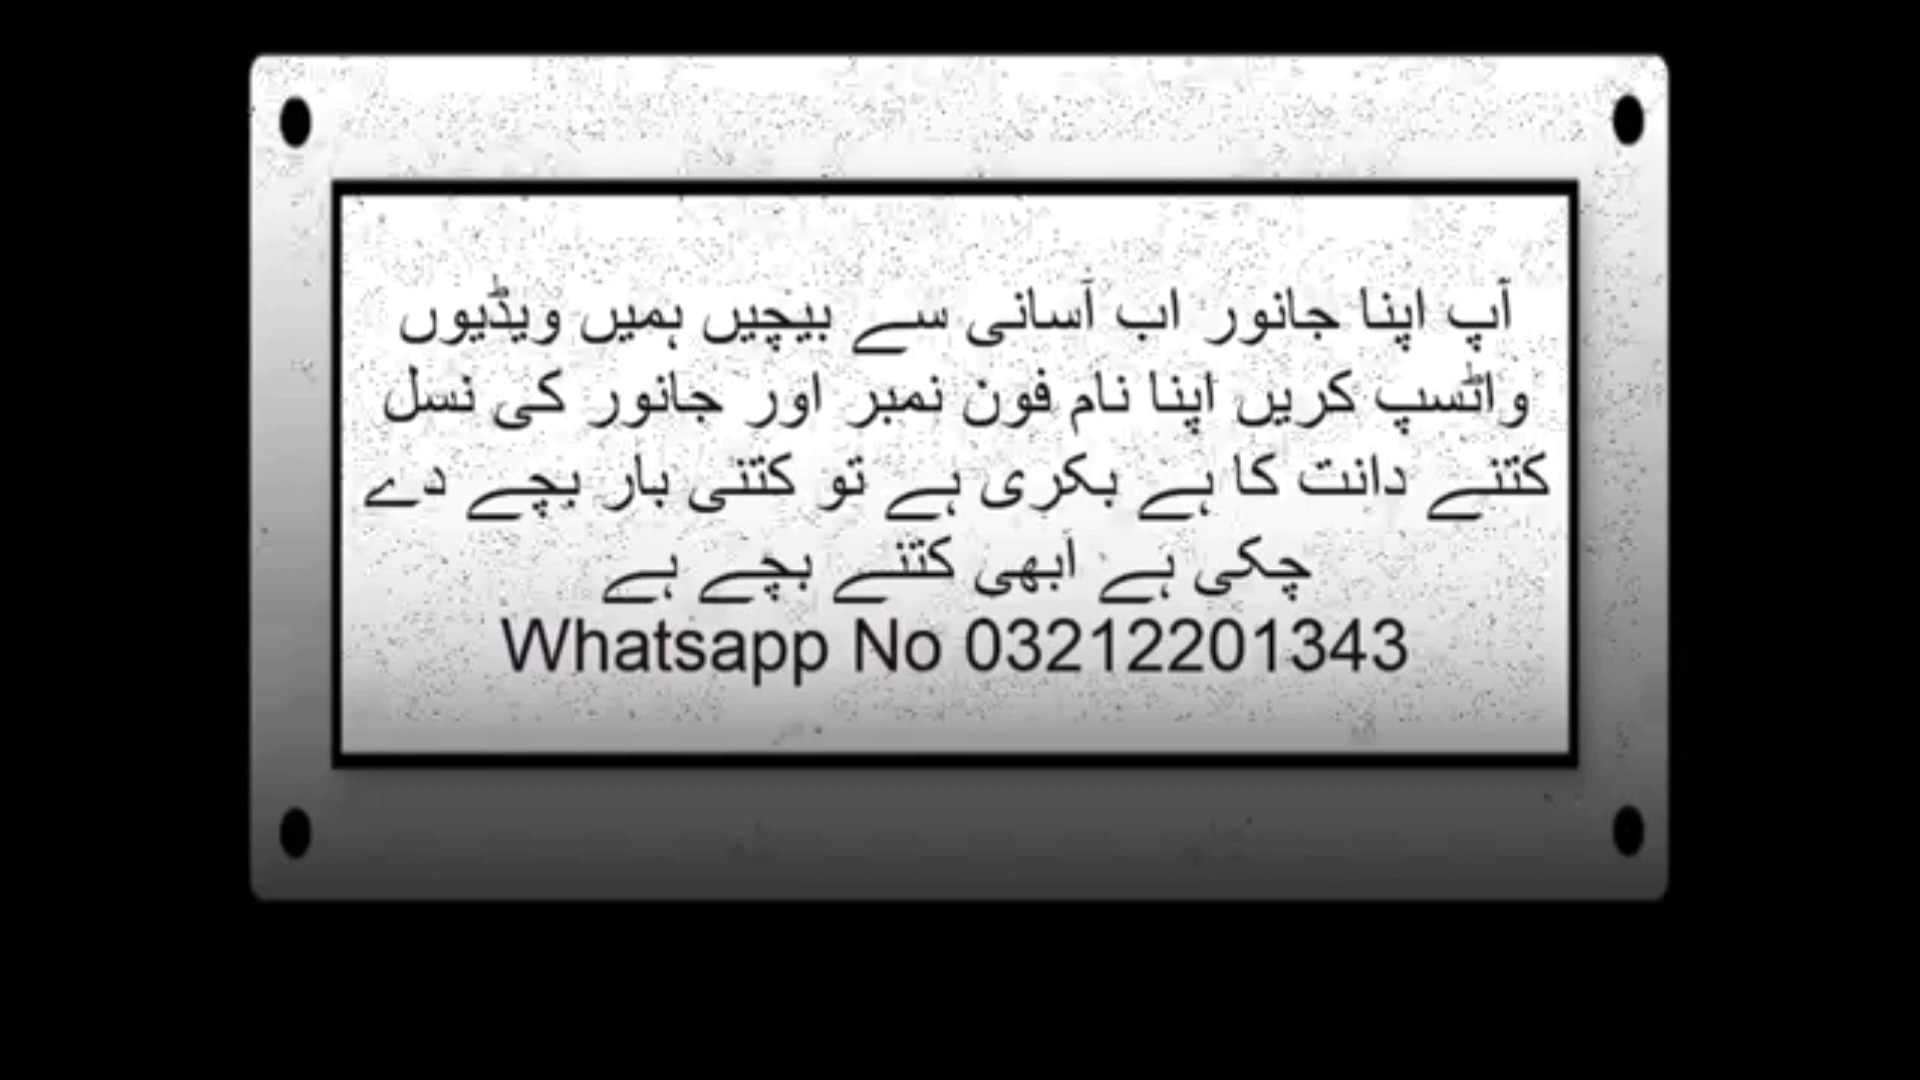 آپ اپنا جانور اب آسانی سے بیچیں ہمیں ویڈیوں
واٹسپ کریں اپنا نام فون نمبر اور جانور کی نسل
کتنے دانت کا ہے بکری ہے تو کتنی بار بچے دے
چکی ہے ابھی کتنے بچے ہے
Whatsapp No 03212201343